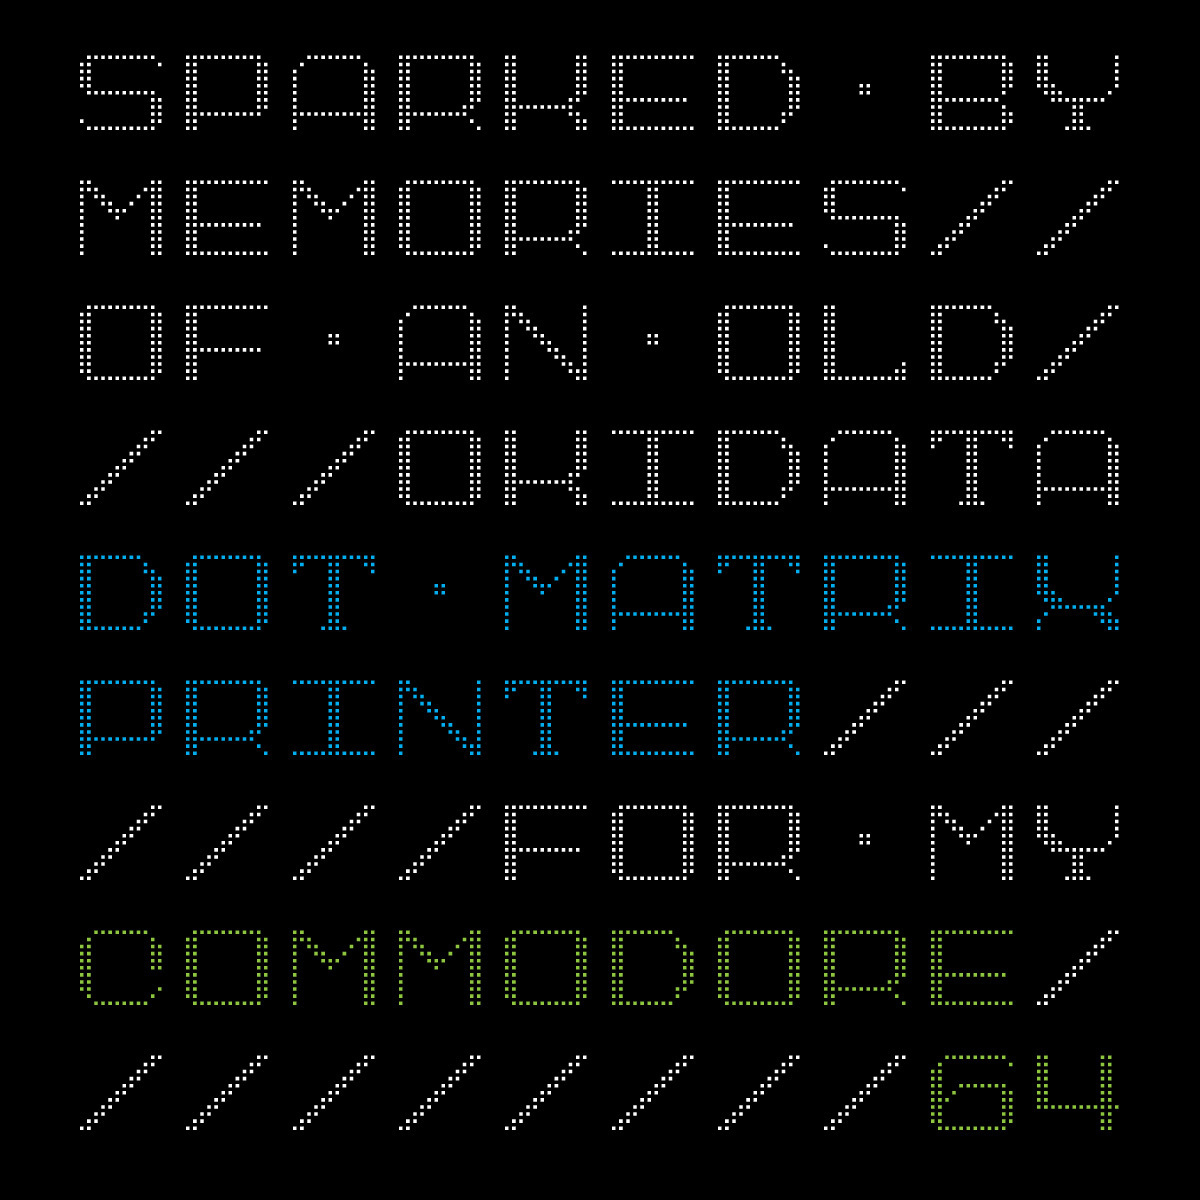 SPARKED · BY
MEMORIES//
OF · AN · OLD/
///OKIDATA
DOT · MATRIX
PRINTER///
////FOR · MY
COMMODORE/
////////64